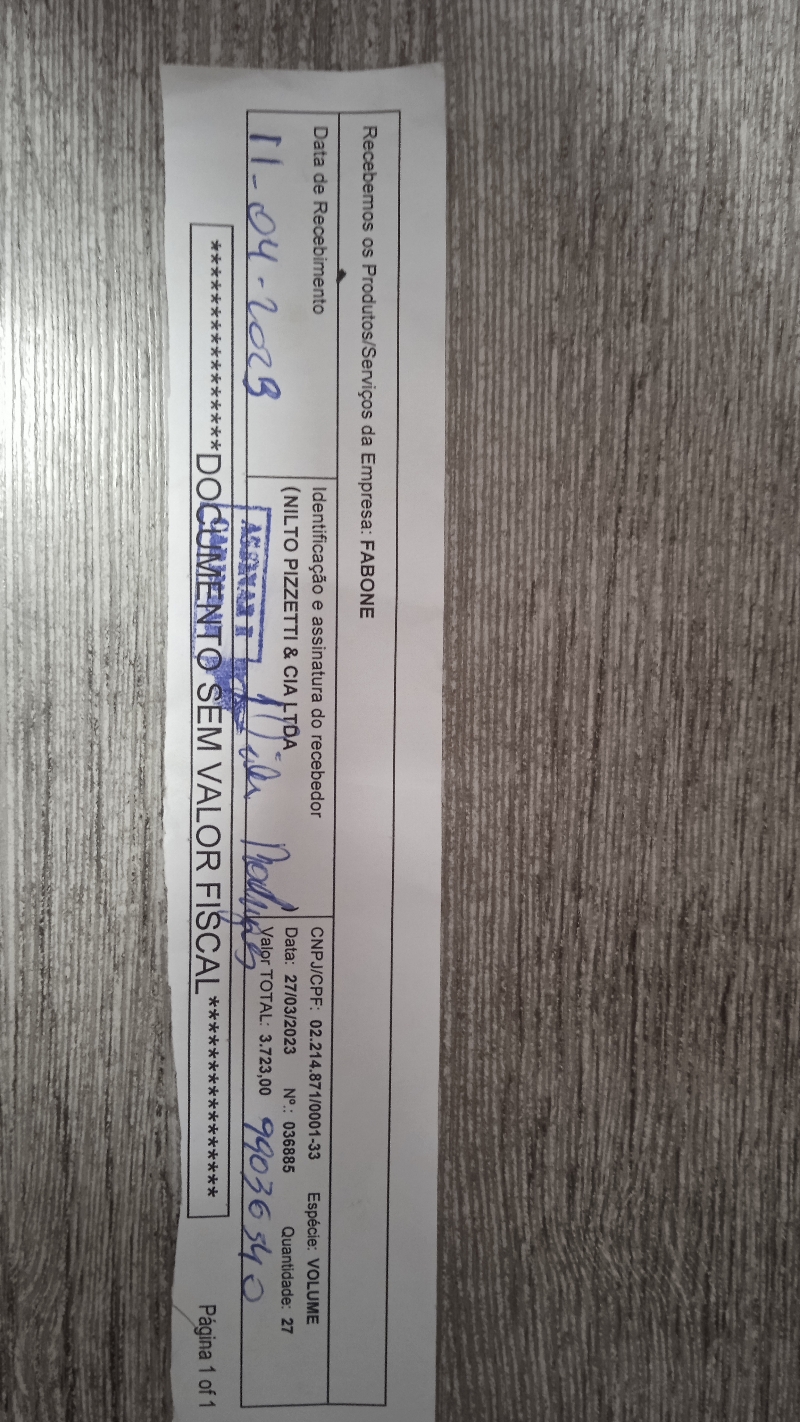 Recebemos os Produtos/Serviços da Empresa: FABONE
Data de Recebimento
11-04-2023
Identificação e assinatura do recebedor
(NILTO PIZZETTI & CIA LTDA
CNPJ/CPF: 02.214.871/0001-33 Espécie: VOLUME
Data: 27/03/2023 Nº.: 036885 Quantidade: 27
Valor TOTAL: 3.723,00
99036540
*****************DOCUMENTO SEM VALOR FISCAL*****************
Página 1 of 1